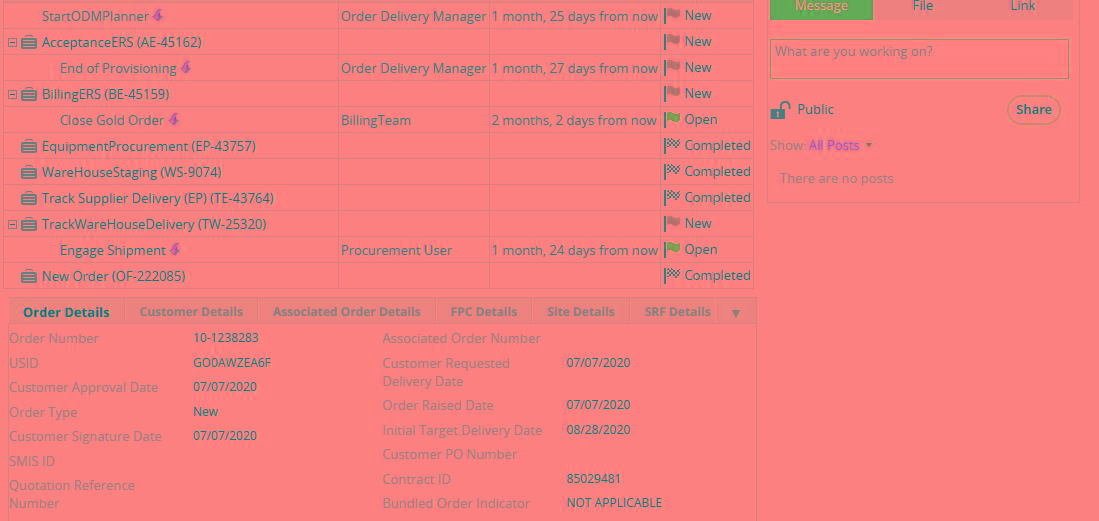 StartODMPlanner Order Delivery Manager 1 month, 25 days from now New
AcceptanceERS (AE-45162) New
End of Provisioning Order Delivery Manager 1 month, 27 days from now New
BillingERS (BE-45159) New
Close Gold Order BillingTeam 2 months, 2 days from now Open
EquipmentProcurement (EP-43757) Completed
WareHouseStaging (WS-9074) Completed
Track Supplier Delivery (EP) (TE-43764) Completed
TrackWareHouseDelivery (TW-25320) New
Engage Shipment Procurement User 1 month, 24 days from now Open
New Order (OF-222085) Completed
Message File Link
What are you working on?
Public Share
Show: All Posts
There are no posts
Order Details Customer Details Associated Order Details FPC Details Site Details SRF Details
Order Number 10-1238283
USID GO0AWZEA6F
Customer Approval Date 07/07/2020
Order Type New
Customer Signature Date 07/07/2020
SMIS ID
Quotation Reference
Number
Associated Order Number
Customer Requested 07/07/2020
Delivery Date
Order Raised Date 07/07/2020
Initial Target Delivery Date 08/28/2020
Customer PO Number
Contract ID 85029481
Bundled Order Indicator NOT APPLICABLE